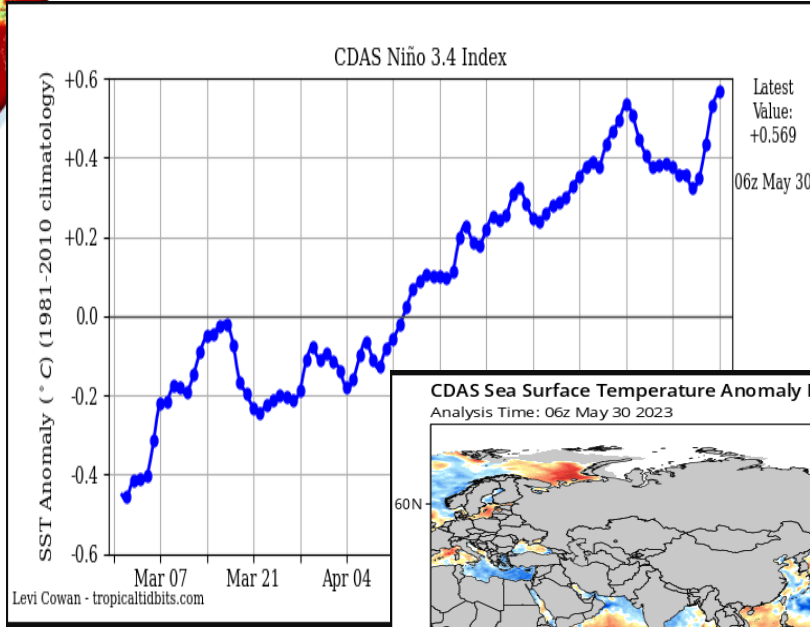 CDAS Niño 3.4 Index
SST Anomaly (°C) (1981-2010 climatology)
+0.6
+0.4
+0.2
0.0
-0.2
-0.4
-0.6
Mar 07
Mar 21
Apr 04
Latest
Value:
+0.569
06z May 30
Levi Cowan - tropicaltidbits.com
CDAS Sea Surface Temperature Anomaly
Analysis Time: 06z May 30 2023
60N